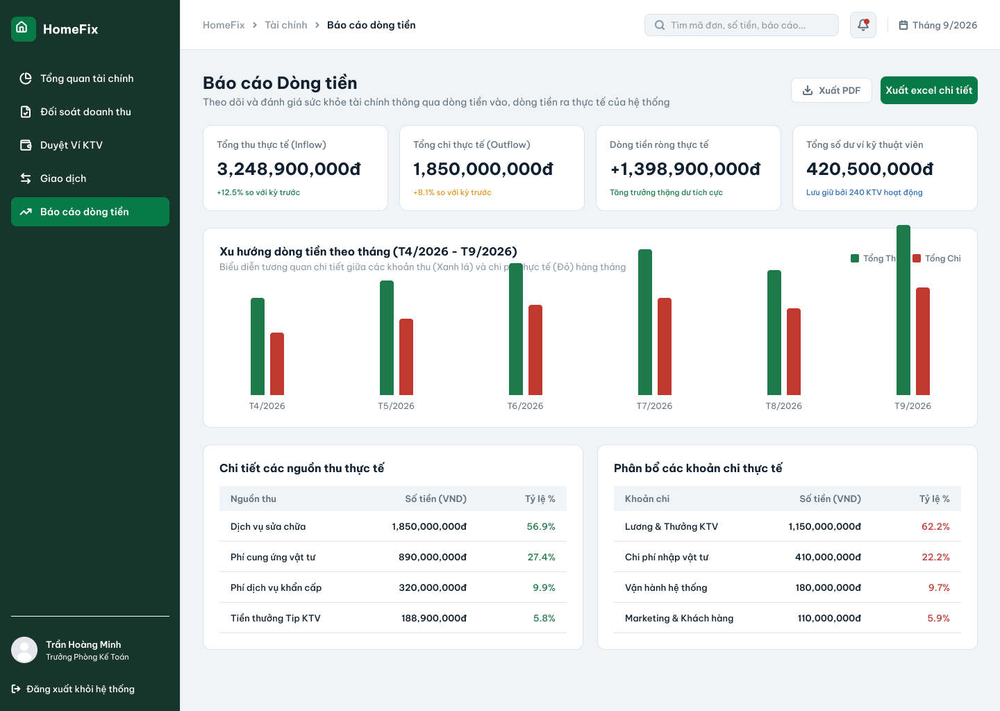 HomeFix
Tổng quan tài chính
Đối soát doanh thu
Duyệt Ví KTV
Giao dịch
Báo cáo dòng tiền
Trần Hoàng Minh
Trưởng Phòng Kế Toán
Đăng xuất khỏi hệ thống
HomeFix > Tài chính > Báo cáo dòng tiền
Tìm mã đơn, số tiền, báo cáo...
Tháng 9/2026
Báo cáo Dòng tiền
Theo dõi và đánh giá sức khỏe tài chính thông qua dòng tiền vào, dòng tiền ra thực tế của hệ thống
Xuất PDF
Xuất excel chi tiết
Tổng thu thực tế (Inflow)
3,248,900,000đ
+12.5% so với kỳ trước
Tổng chi thực tế (Outflow)
1,850,000,000đ
+8.1% so với kỳ trước
Dòng tiền ròng thực tế
+1,398,900,000đ
Tăng trưởng thặng dư tích cực
Tổng số dư ví kỹ thuật viên
420,500,000đ
Lưu giữ bởi 240 KTV hoạt động
Xu hướng dòng tiền theo tháng (T4/2026 - T9/2026)
Biểu diễn tương quan chi tiết giữa các khoản thu (Xanh lá) và chi p hực tế (Đỏ) hàng tháng
Tổng Th
Tổng Chi
T4/2026
T5/2026
T6/2026
T7/2026
T8/2026
T9/2026
Chi tiết các nguồn thu thực tế
Nguồn thu Số tiền (VND) Tỷ lệ %
Dịch vụ sửa chữa 1,850,000,000đ 56.9%
Phí cung ứng vật tư 890,000,000đ 27.4%
Phí dịch vụ khẩn cấp 320,000,000đ 9.9%
Tiền thưởng Tip KTV 188,900,000đ 5.8%
Phân bổ các khoản chi thực tế
Khoản chi Số tiền (VND) Tỷ lệ %
Lương & Thưởng KTV 1,150,000,000đ 62.2%
Chi phí nhập vật tư 410,000,000đ 22.2%
Vận hành hệ thống 180,000,000đ 9.7%
Marketing & Khách hàng 110,000,000đ 5.9%